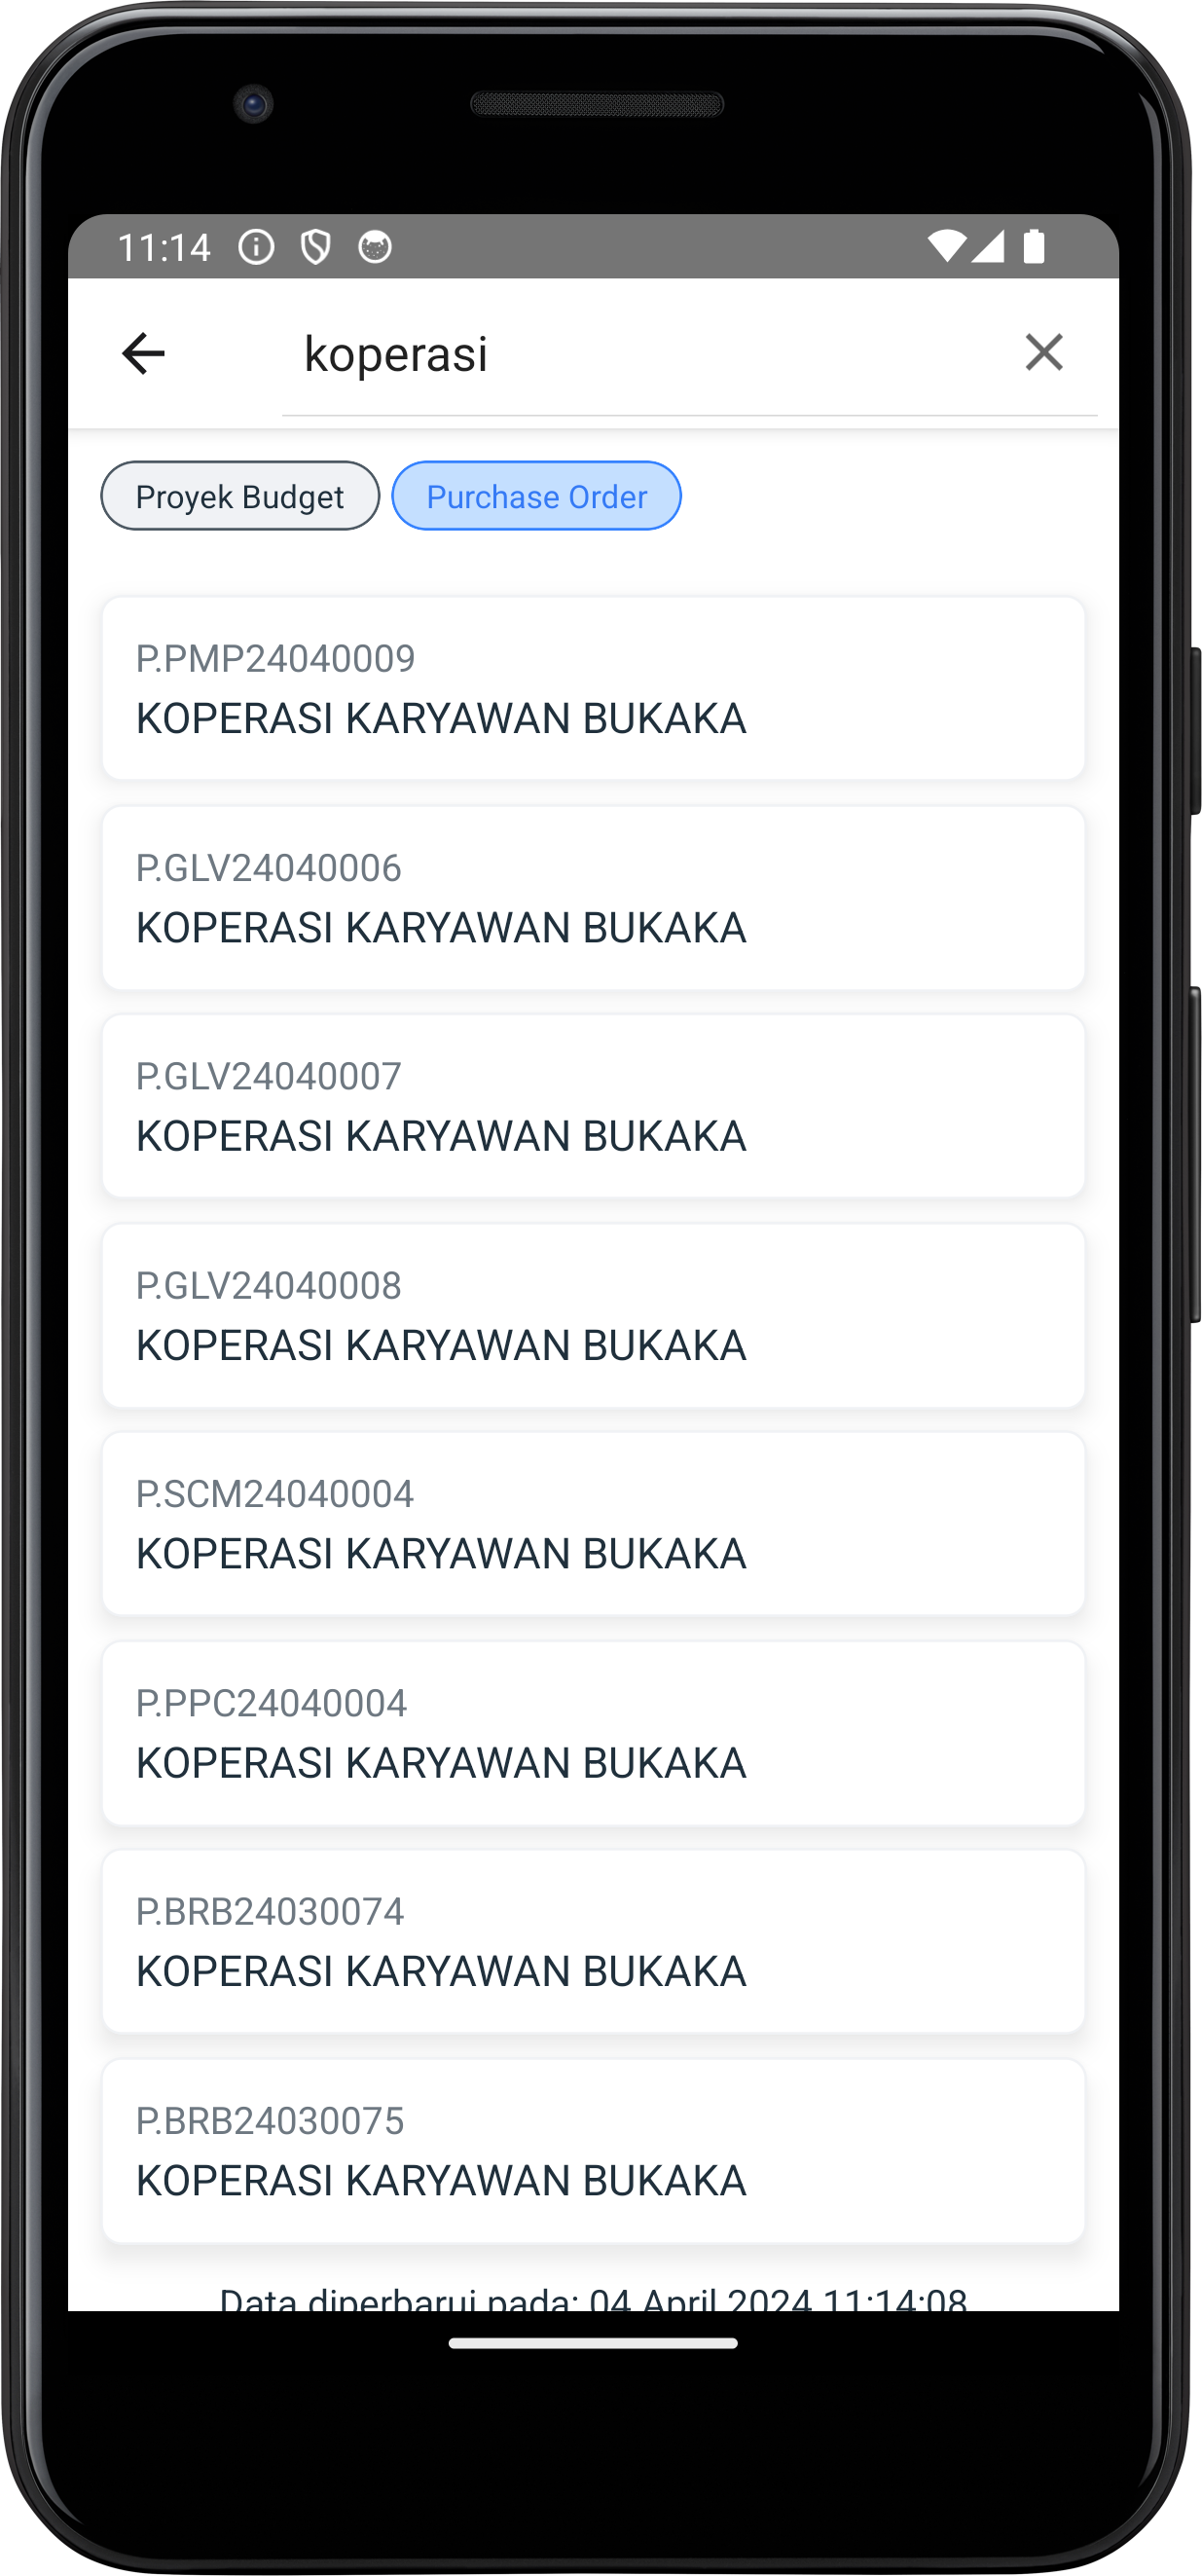 11:14
koperasi
Proyek Budget
Purchase Order
P.PMP24040009
KOPERASI KARYAWAN BUKAKA
P.GLV24040006
KOPERASI KARYAWAN BUKAKA
P.GLV24040007
KOPERASI KARYAWAN BUKAKA
P.GLV24040008
KOPERASI KARYAWAN BUKAKA
P.SCM24040004
KOPERASI KARYAWAN BUKAKA
P.PPC24040004
KOPERASI KARYAWAN BUKAKA
P.BRB24030074
KOPERASI KARYAWAN BUKAKA
P.BRB24030075
KOPERASI KARYAWAN BUKAKA
Data diperbarui pada: 04 April 2024 11:14:08